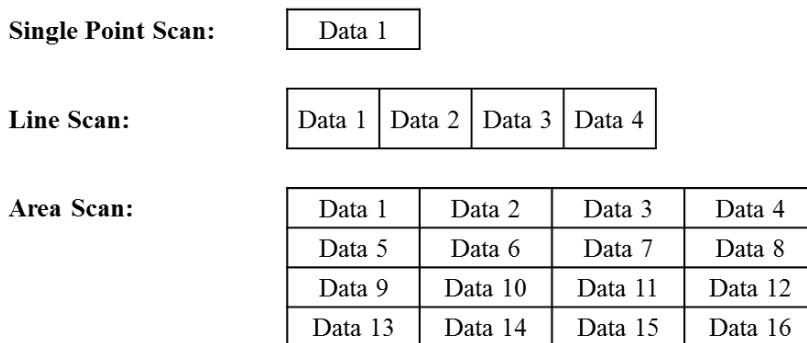 Single Point Scan: Data 1
Line Scan: Data 1 Data 2 Data 3 Data 4
Area Scan: Data 1 Data 2 Data 3 Data 4
Data 5 Data 6 Data 7 Data 8
Data 9 Data 10 Data 11 Data 12
Data 13 Data 14 Data 15 Data 16